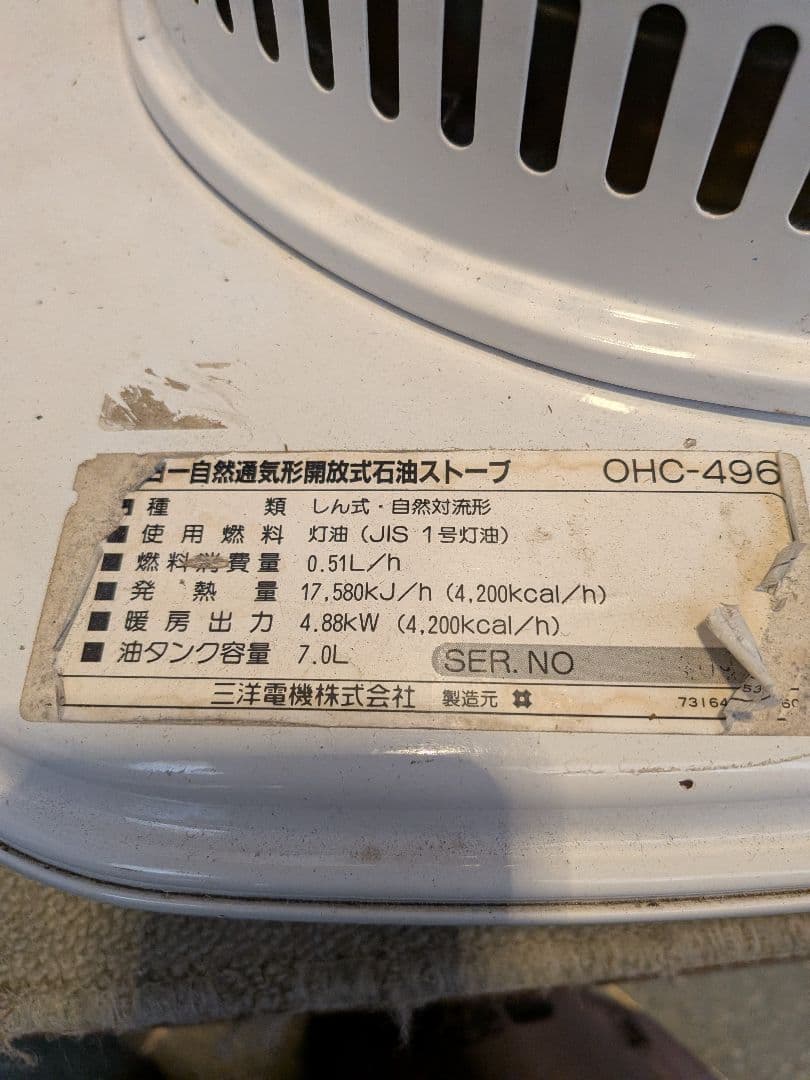 ー自然通気形開放式石油ストーブ OHC-496
種類 しん式・自然対流形
■ 使用燃料 灯油 (JIS 1号灯油)
■ 燃料消費量 0.51L/h
■ 発熱量 17,580kJ/h (4,200kcal/h)
■ 暖房出力 4.88kW (4,200kcal/h)
■ 油タンク容量 7.0L SER. NO
三洋電機株式会社 製造元 73164